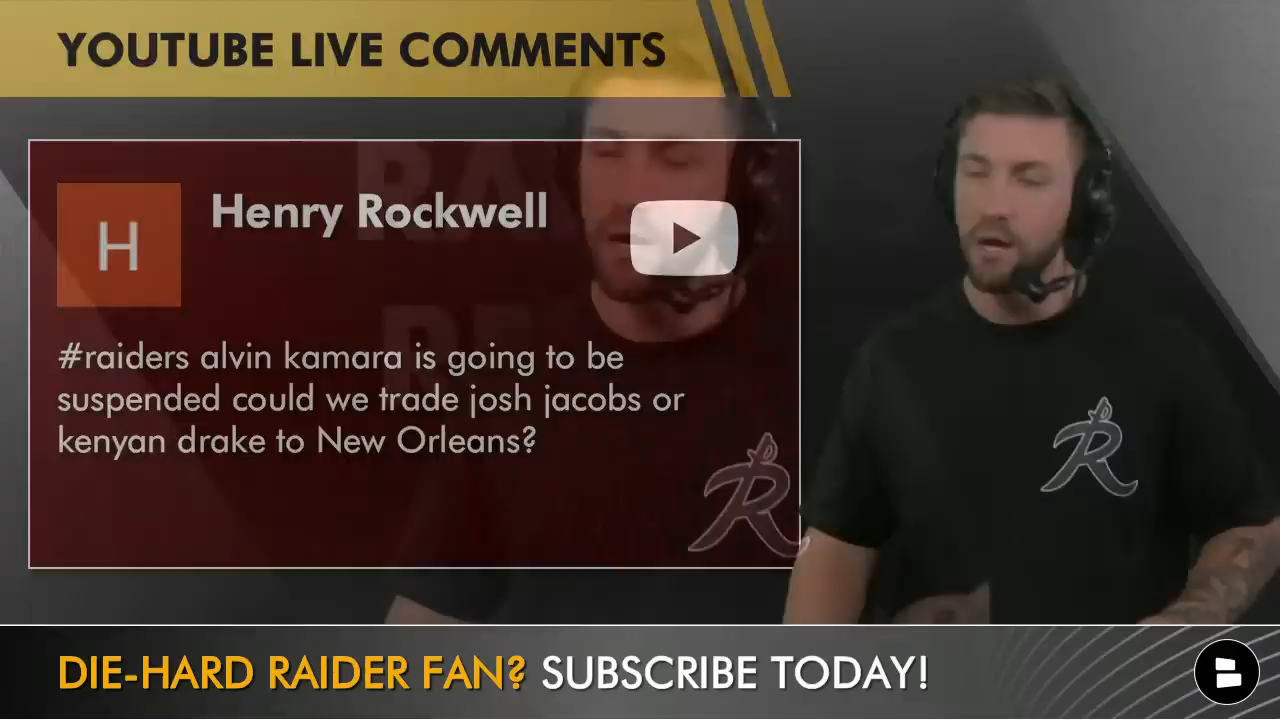 YOUTUBE LIVE COMMENTS
H
Henry Rockwell
#raiders alvin kamara is going to be
suspended could we trade josh jacobs or
kenyan drake to New Orleans?
R
R
DIE-HARD RAIDER FAN? SUBSCRIBE TODAY!